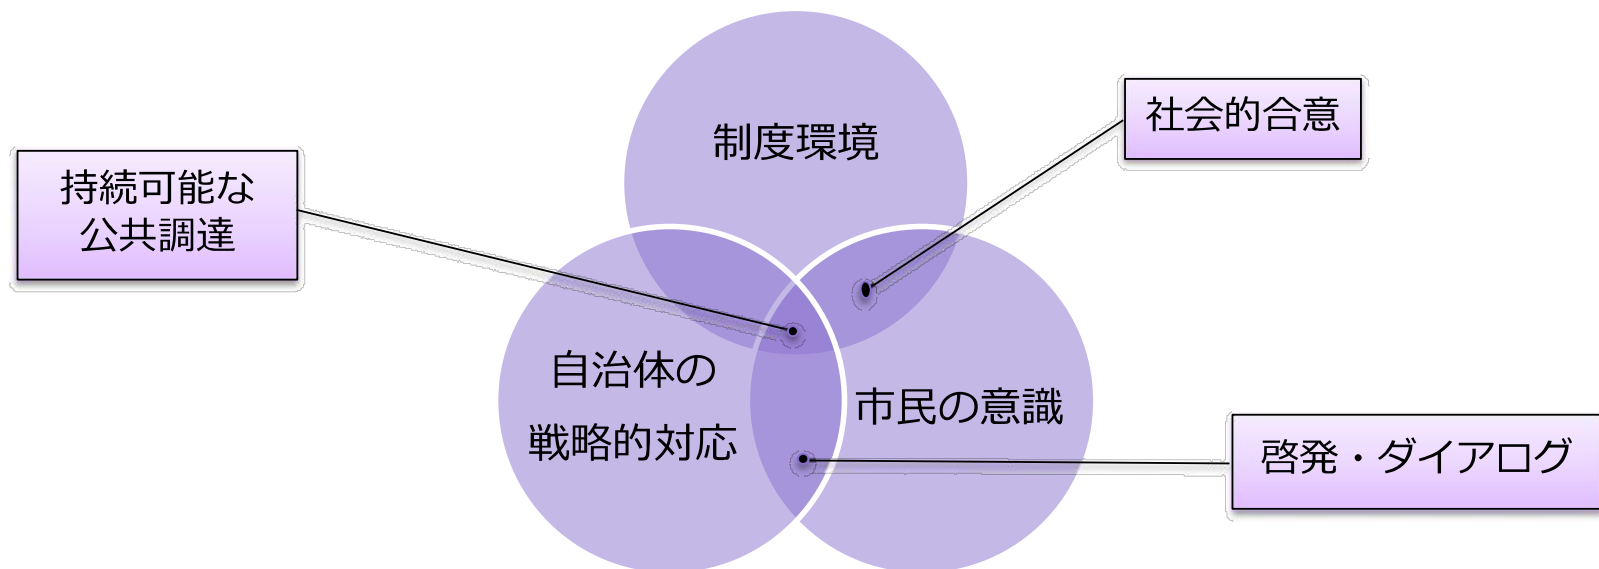 制度環境
社会的合意
持続可能な
公共調達
自治体の
戦略的対応
市民の意識
啓発・ダイアログ